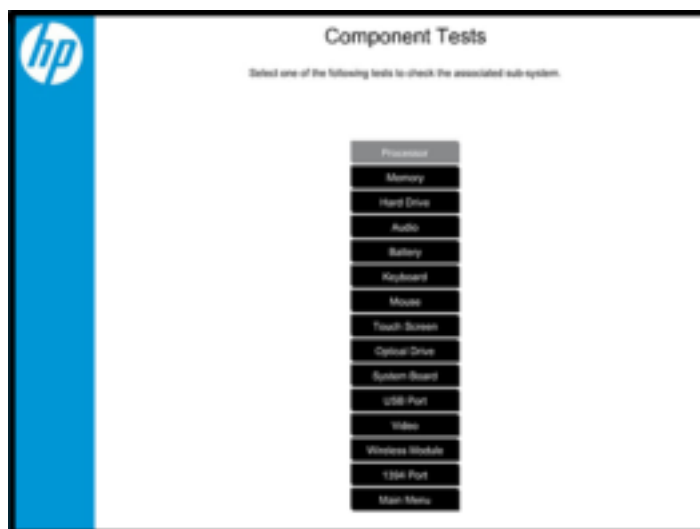 hp
Component Tests
Select one of the following tests to check the associated sub-system.
Processor
Memory
Hard Drive
Audio
Battery
Keyboard
Mouse
Touch Screen
Optical Drive
System Board
USB Port
Video
Wireless Module
1394 Port
Main Menu